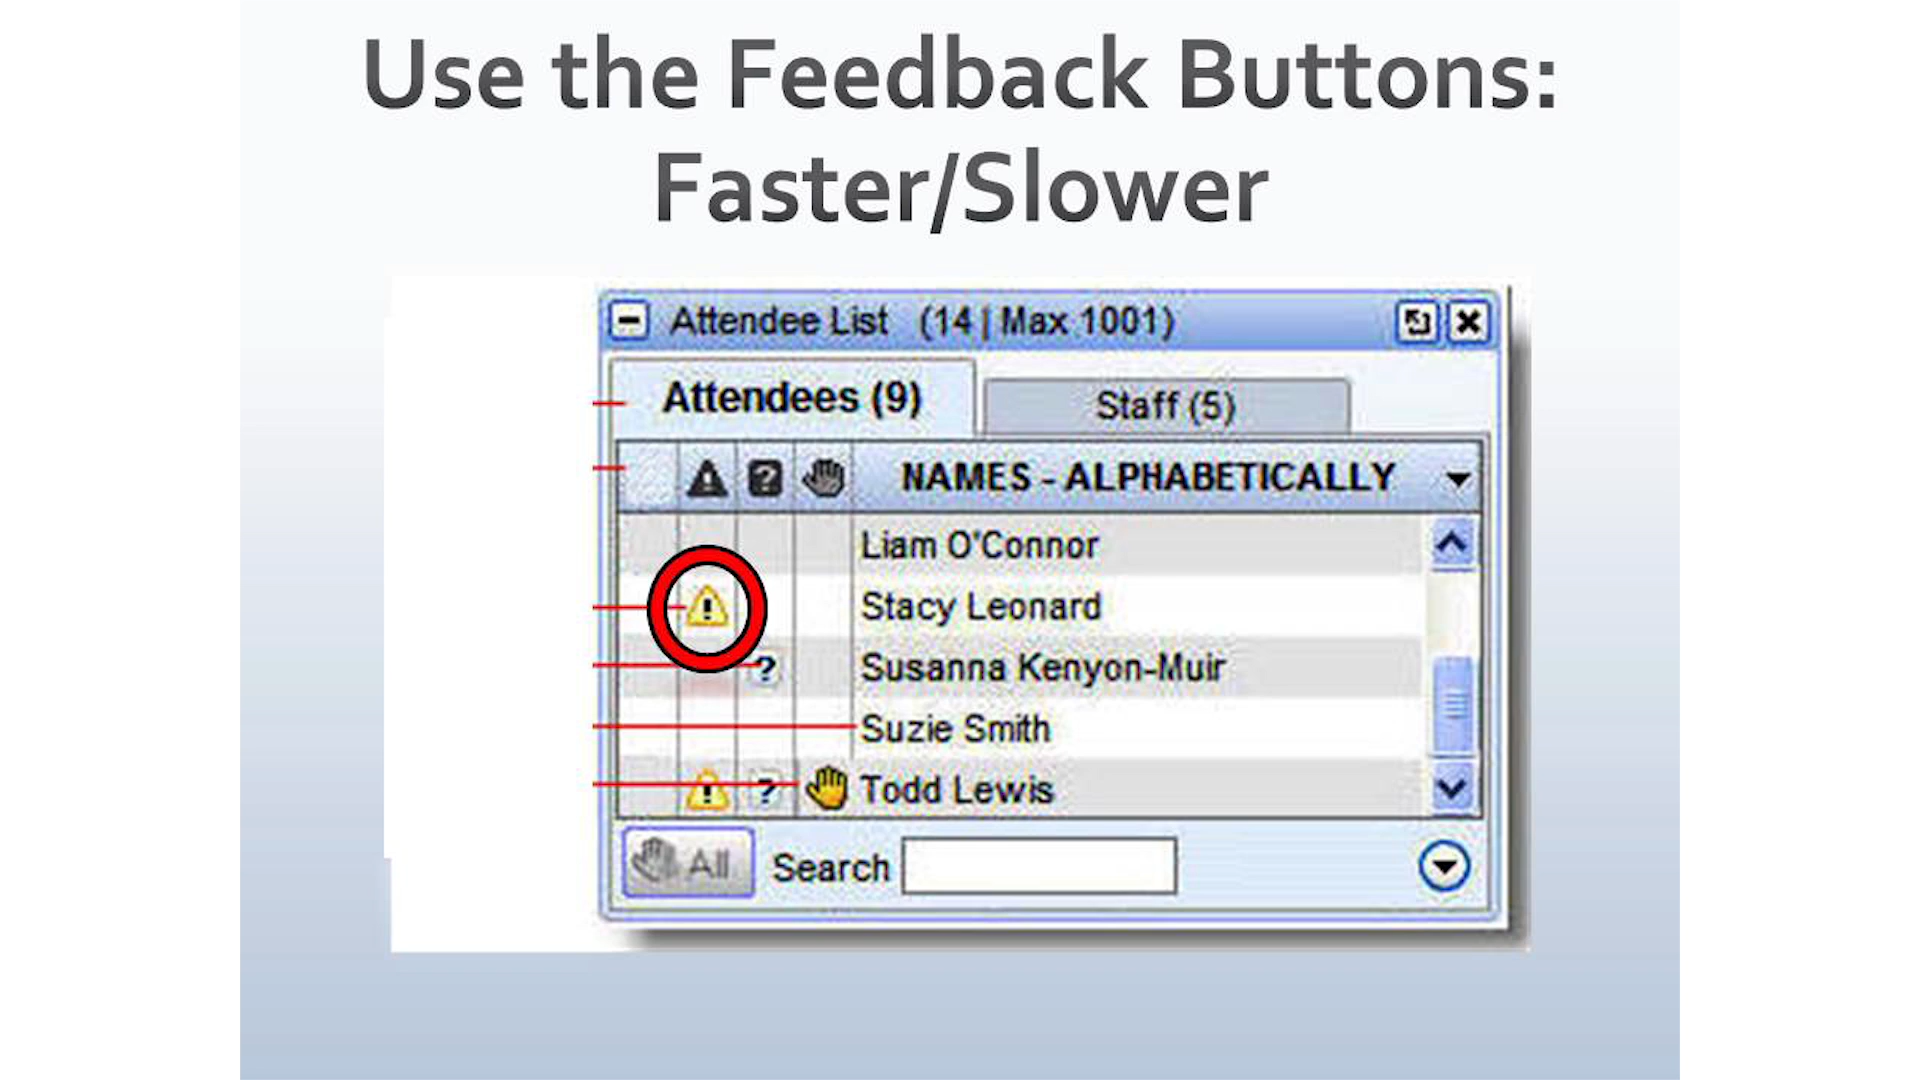 Use the Feedback Buttons:
Faster/Slower
Attendee List (14 | Max 1001)
Attendees (9)
Staff (5)
NAMES - ALPHABETICALLY
Liam O'Connor
Stacy Leonard
? Susanna Kenyon-Muir
Suzie Smith
? Todd Lewis
All Search